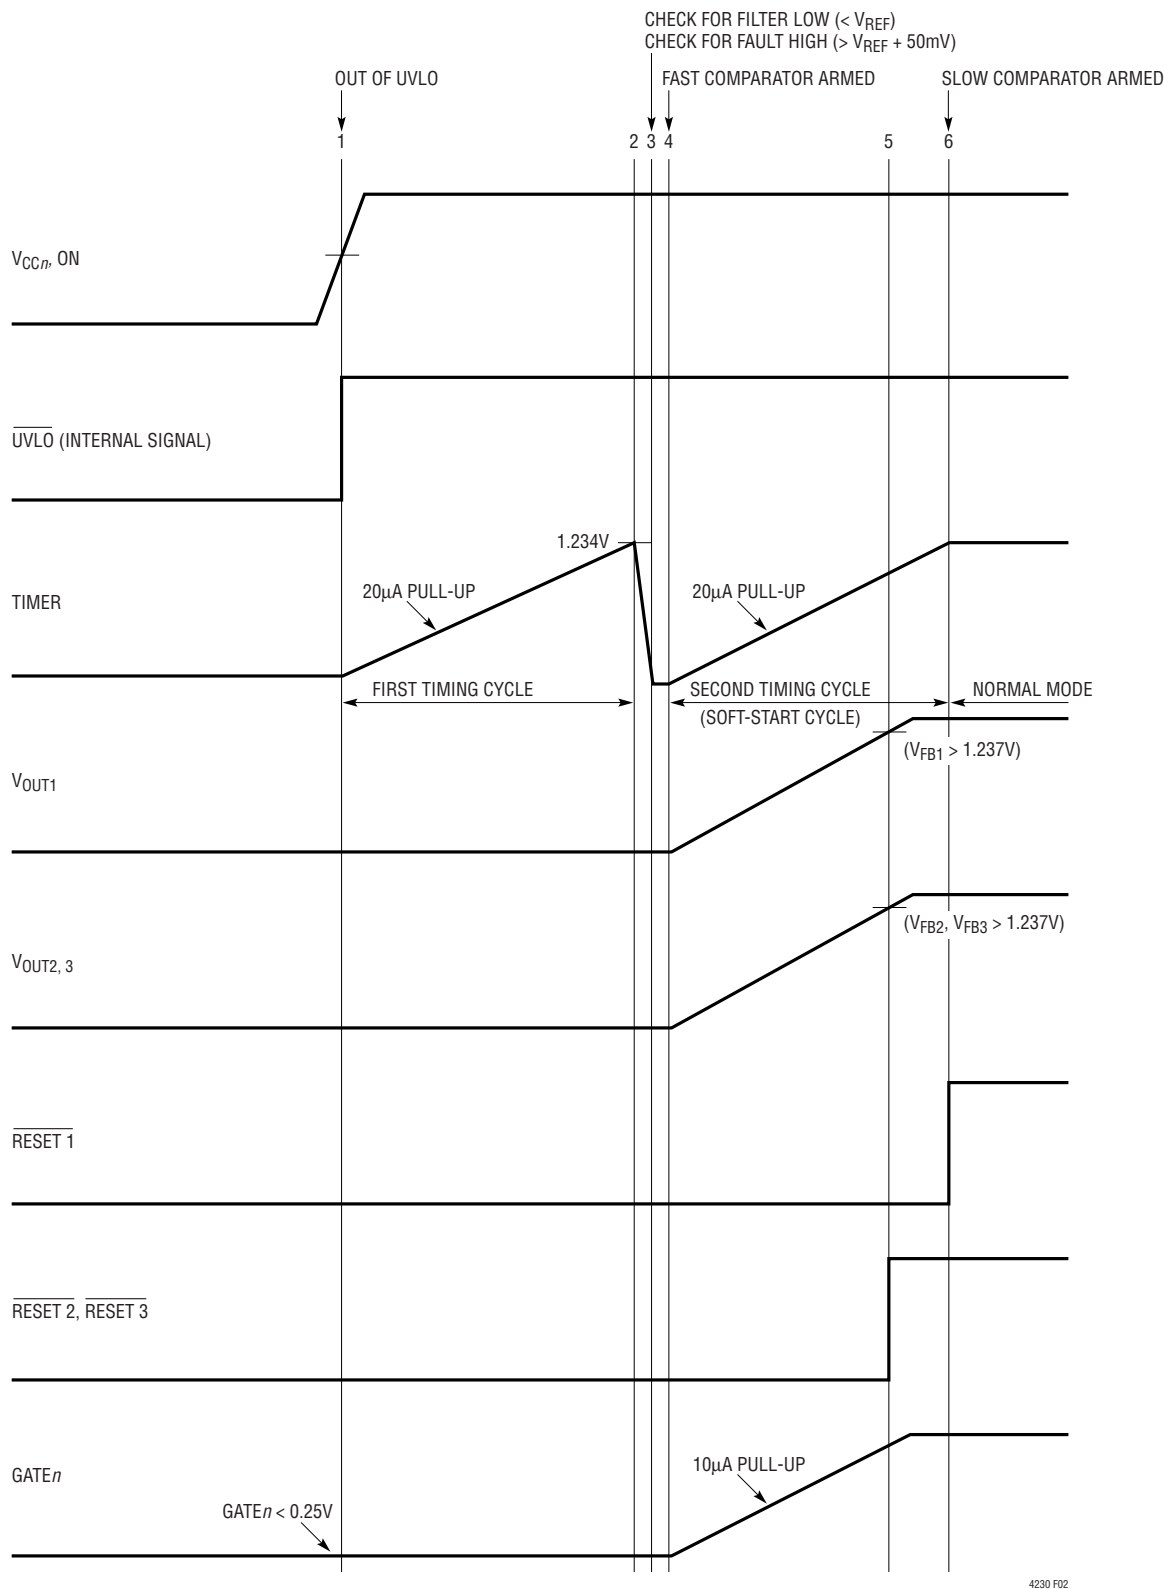 CHECK FOR FILTER LOW (< VREF)
CHECK FOR FAULT HIGH (> VREF + 50mV)
OUT OF UVLO
FAST COMPARATOR ARMED
SLOW COMPARATOR ARMED
1
2
3
4
5
6
VCCn, ON
UVLO (INTERNAL SIGNAL)
1.234V
TIMER
20µA PULL-UP
20µA PULL-UP
FIRST TIMING CYCLE
SECOND TIMING CYCLE
(SOFT-START CYCLE)
NORMAL MODE
(VFB1 > 1.237V)
VOUT1
(VFB2, VFB3 > 1.237V)
VOUT2, 3
RESET 1
RESET 2, RESET 3
10µA PULL-UP
GATEn
GATEn < 0.25V
4230 F02